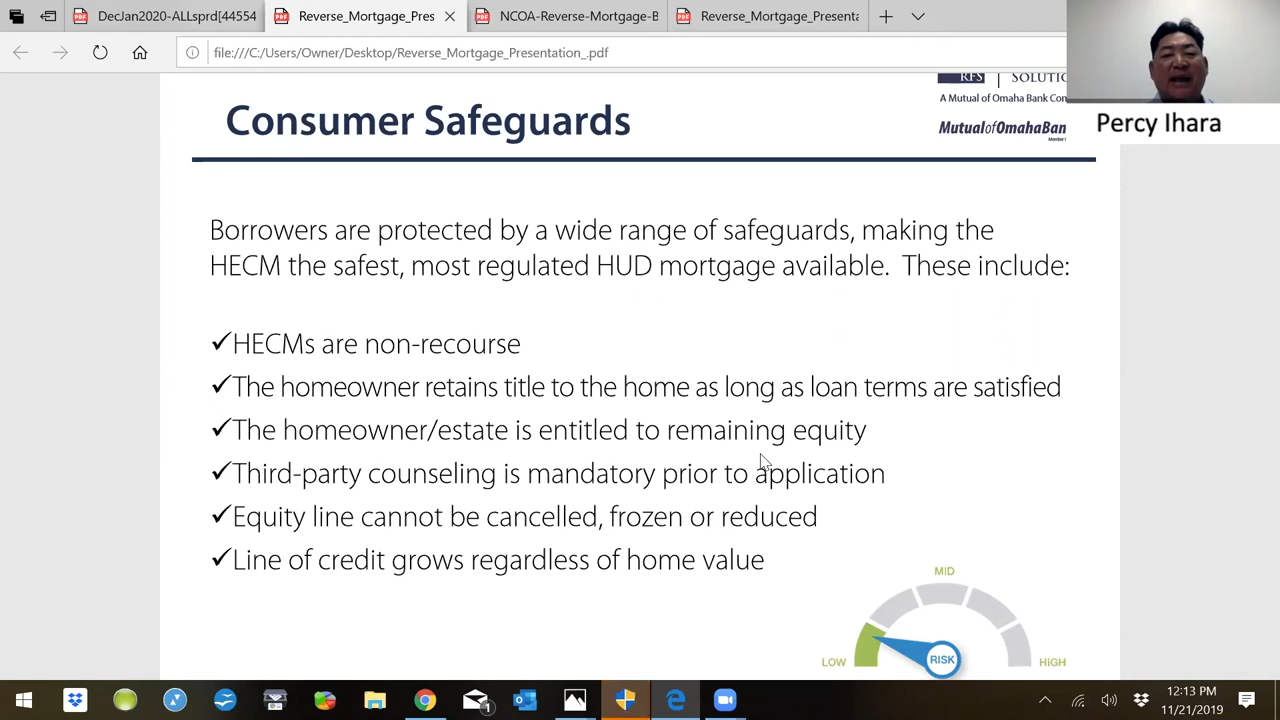 DecJan2020-ALLsprd[44554
Reverse_Mortgage_Pres
NCOA-Reverse-Mortgage-B
Reverse_Mortgage_Presenta
file:///C:/Users/Owner/Desktop/Reverse_Mortgage_Presentation_.pdf
Percy Ihara
RFS | SOLUTIO
A Mutual of Omaha Bank Com
MutualofOmahaBan
Consumer Safeguards
Borrowers are protected by a wide range of safeguards, making the
HECM the safest, most regulated HUD mortgage available. These include:
✓HECMs are non-recourse
✓The homeowner retains title to the home as long as loan terms are satisfied
✓The homeowner/estate is entitled to remaining equity
✓Third-party counseling is mandatory prior to application
✓Equity line cannot be cancelled, frozen or reduced
✓Line of credit grows regardless of home value
MID
LOW
RISK
HIGH
1
12:13 PM
11/21/2019